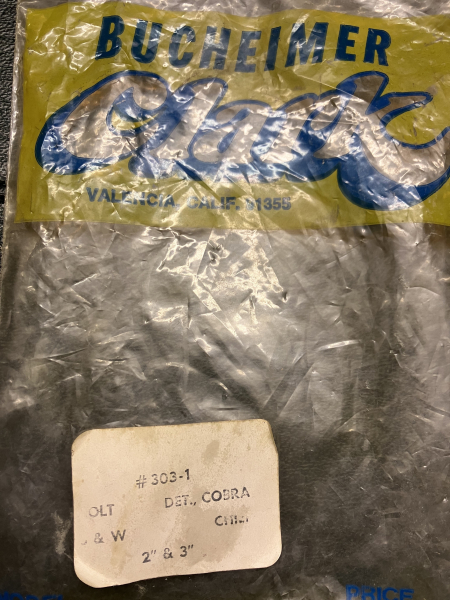 BUCHEIMER
Clark
VALENCIA, CALIF. 91355
#303-1
OLT DET., COBRA
& W CHIEF
2" & 3"
PRICE